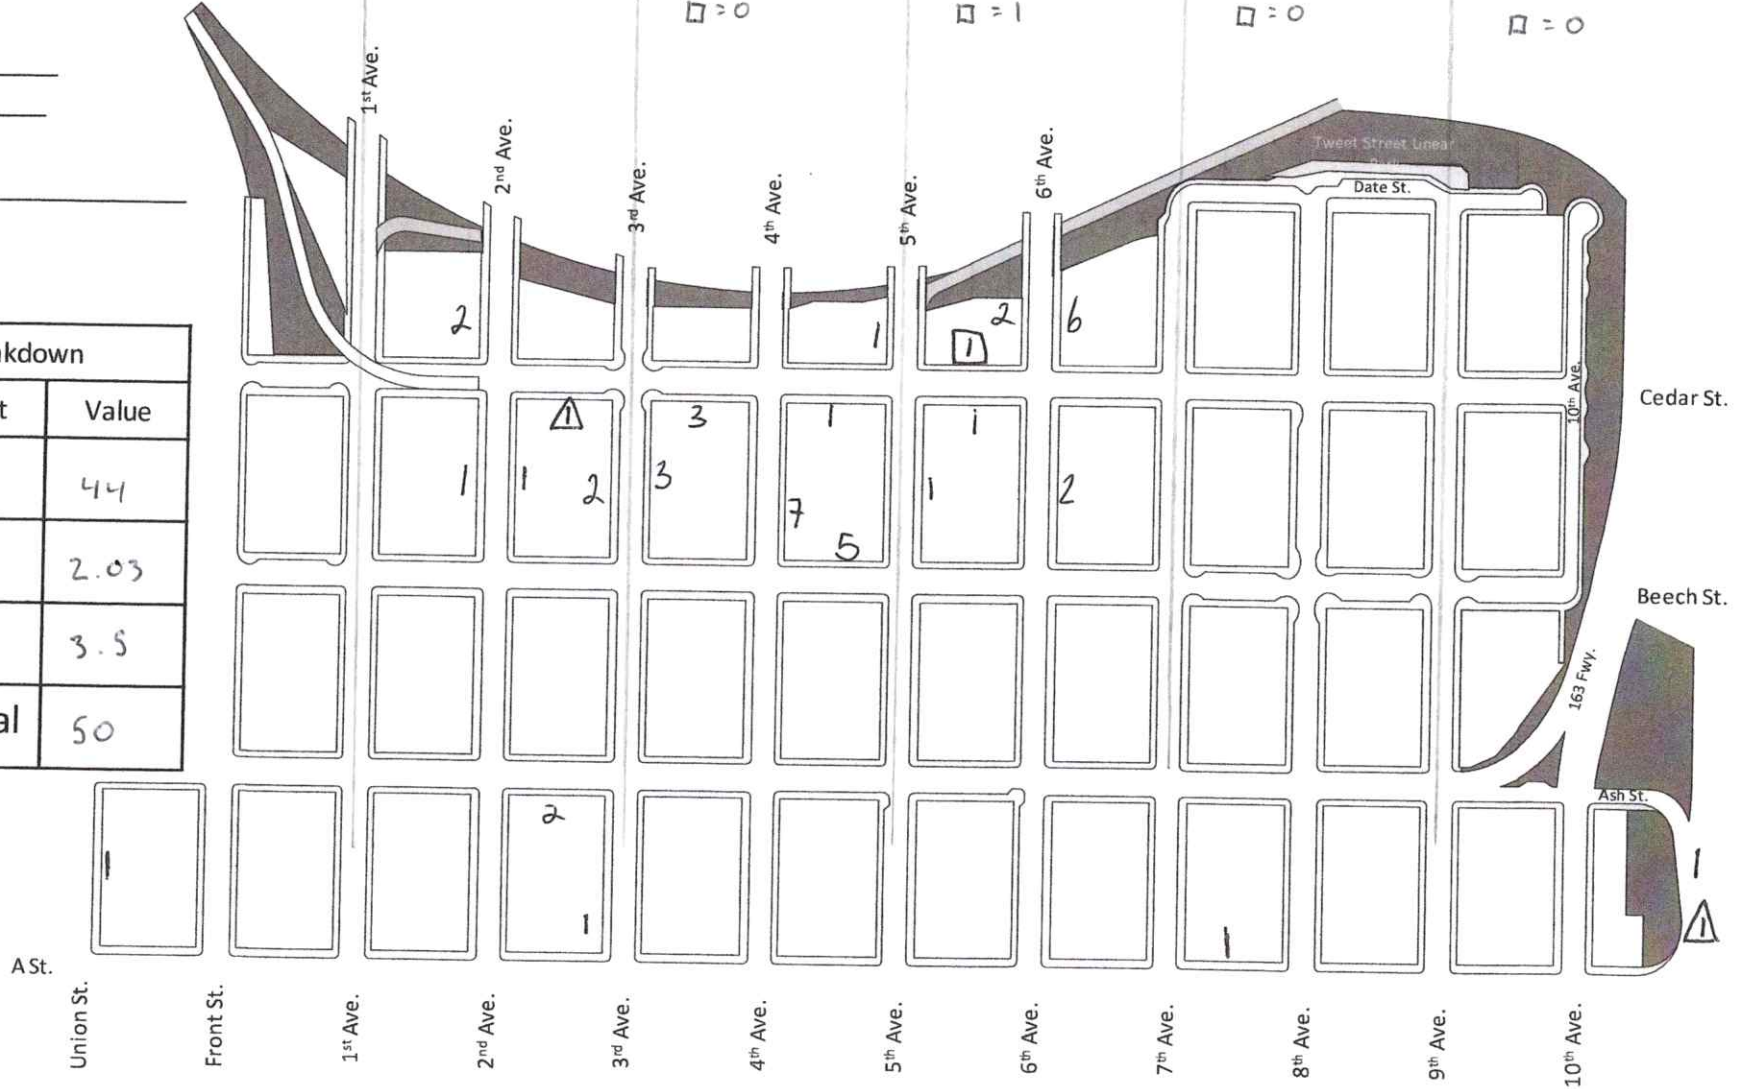 □ = 0 □ = 1 □ = 0 □ = 0
1st Ave.
2nd Ave.
3rd Ave.
4th Ave.
5th Ave.
6th Ave.
Tweet Street Linear
Date St.
kdown
t Value
44
2.03
3.5
al 50
2
1
2
1
6
10th Ave.
Cedar St.
1
3
1
1
1
1
2
3
7
5
1
2
Beech St.
163 Fwy.
Ash St.
1
2
1
1
1
1
A St.
Union St.
Front St.
1st Ave.
2nd Ave.
3rd Ave.
4th Ave.
5th Ave.
6th Ave.
7th Ave.
8th Ave.
9th Ave.
10th Ave.